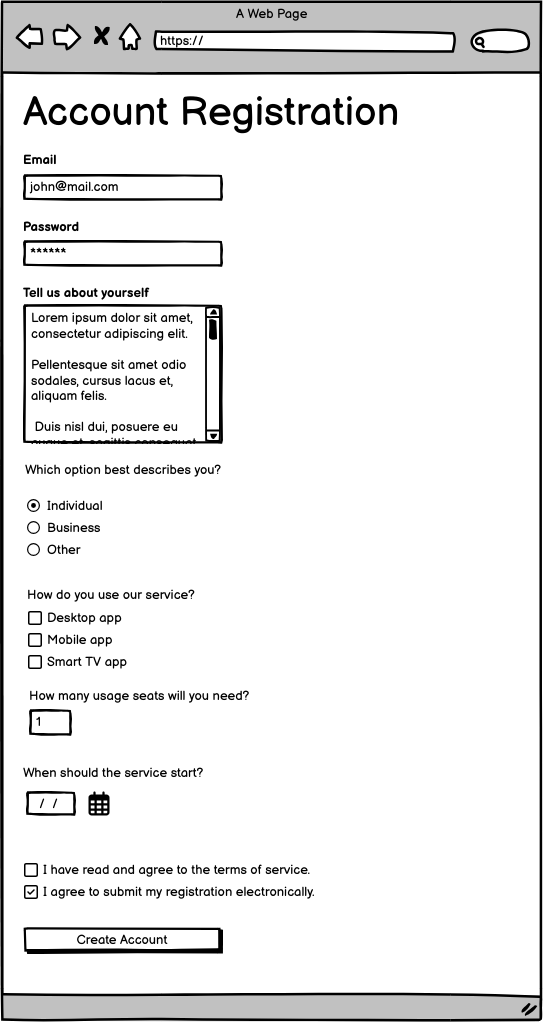 A Web Page
https://
Account Registration
Email
john@mail.com
Password
******
Tell us about yourself
Lorem ipsum dolor sit amet,
consectetur adipiscing elit.
Pellentesque sit amet odio
sodales, cursus lacus et,
aliquam felis.
Duis nisl dui, posuere eu
Which option best describes you?
Individual
Business
Other
How do you use our service?
Desktop app
Mobile app
Smart TV app
How many usage seats will you need?
1
When should the service start?
/ /
I have read and agree to the terms of service.
I agree to submit my registration electronically.
Create Account